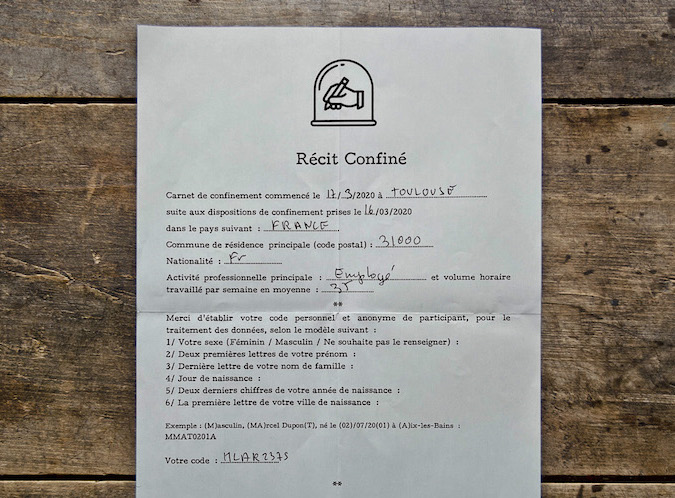 Récit Confiné
Carnet de confinement commencé le 17/3/2020 à TOULOUSE
suite aux dispositions de confinement prises le 16/03/2020
dans le pays suivant : FRANCE
Commune de résidence principale (code postal) : 31000
Nationalité : Fr
Activité professionnelle principale : Employé et volume horaire
travaillé par semaine en moyenne : 35
**
Merci d'établir votre code personnel et anonyme de participant, pour le
traitement des données, selon le modèle suivant :
1/ Votre sexe (Féminin / Masculin / Ne souhaite pas le renseigner) :
2/ Deux premières lettres de votre prénom :
3/ Dernière lettre de votre nom de famille :
4/ Jour de naissance :
5/ Deux derniers chiffres de votre année de naissance :
6/ La première lettre de votre ville de naissance :
Exemple : (M)asculin, (MA)rcel Dupon(T), né le (02)/07/20(01) à (A)ix-les-Bains :
MMAT0201A
Votre code : MLAR237S
**